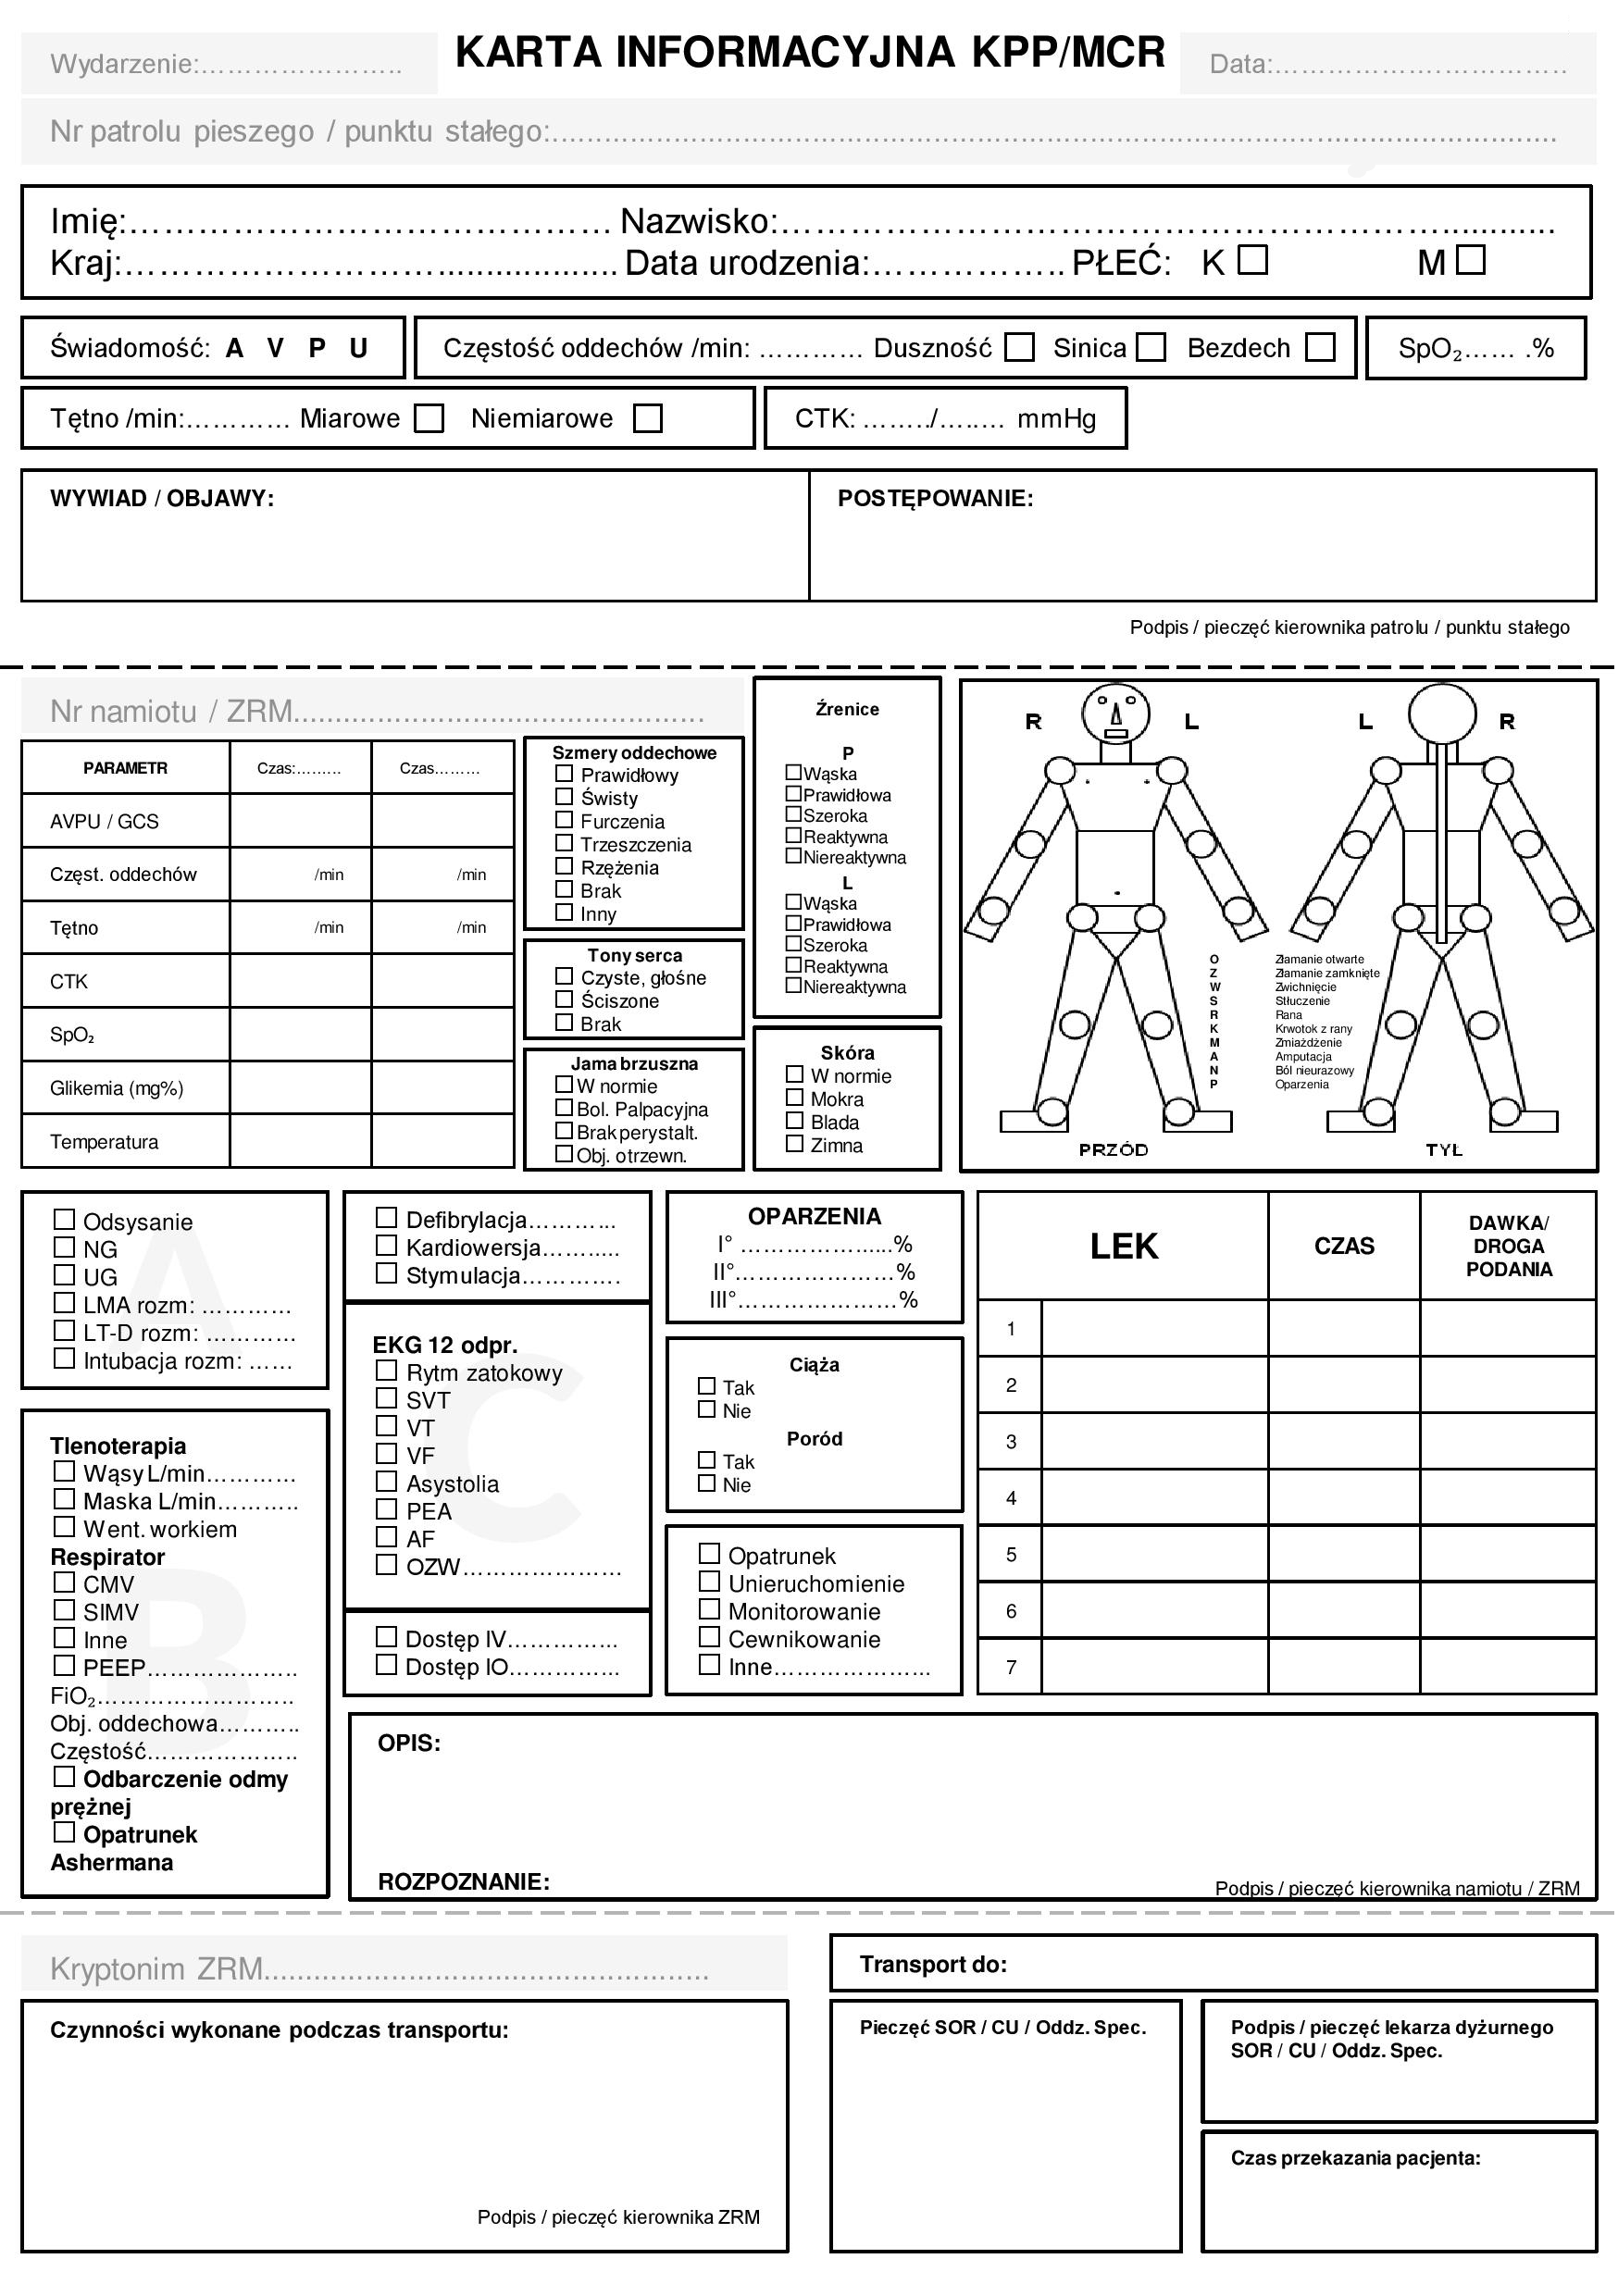 KARTA INFORMACYJNA KPP/MCR
Wydarzenie:…………………..
Data:……………………………..
Nr patrolu pieszego / punktu stałego:..........................................................................................
Imię:…………………………………… Nazwisko:…………………………………………………............
Kraj:………………………................... Data urodzenia:…………….. PŁEĆ: K ☐ M ☐
Świadomość: A V P U
Częstość oddechów /min: ………… Duszność ☐ Sinica ☐ Bezdech ☐
SpO₂…… .%
Tętno /min:……….. Miarowe ☐ Niemiarowe ☐
CTK: ……../…..…. mmHg
WYWIAD / OBJAWY:
POSTĘPOWANIE:
Podpis / pieczęć kierownika patrolu / punktu stałego
Nr namiotu / ZRM..................................................
PARAMETR Czas:……… Czas………
AVPU / GCS
Częst. oddechów /min /min
Tętno /min /min
CTK
SpO₂
Glikemia (mg%)
Temperatura
Szmery oddechowe
☐ Prawidłowy
☐ Świsty
☐ Furczenia
☐ Trzeszczenia
☐ Rzężenia
☐ Brak
☐ Inny
Tony serca
☐ Czyste, głośne
☐ Ściszone
☐ Brak
Jama brzuszna
☐ W normie
☐ Bol. Palpacyjna
☐ Brak perystalt.
☐ Obj. otrzewn.
Źrenice
P
☐ Wąska
☐ Prawidłowa
☐ Szeroka
☐ Reaktywna
☐ Niereaktywna
L
☐ Wąska
☐ Prawidłowa
☐ Szeroka
☐ Reaktywna
☐ Niereaktywna
Skóra
☐ W normie
☐ Mokra
☐ Blada
☐ Zimna
R L L R
O Złamanie otwarte
Z Złamanie zamknięte
W Zwichnięcie
S Stłuczenie
R Rana
K Krwotok z rany
M Zmiażdżenie
A Amputacja
N Ból nieurazowy
P Oparzenia
PRZÓD TYŁ
A
☐ Odsysanie
☐ NG
☐ UG
☐ LMA rozm: …………
☐ LT-D rozm: …………
☐ Intubacja rozm: ……
B
Tlenoterapia
☐ Wąsy L/min…………
☐ Maska L/min………..
☐ Went. workiem
Respirator
☐ CMV
☐ SIMV
☐ Inne
☐ PEEP………………..
FiO₂……………………..
Obj. oddechowa………..
Częstość………………..
☐ Odbarczenie odmy
prężnej
☐ Opatrunek
Ashermana
☐ Defibrylacja………...
☐ Kardiowersja…….....
☐ Stymulacja………….
C
EKG 12 odpr.
☐ Rytm zatokowy
☐ SVT
☐ VT
☐ VF
☐ Asystolia
☐ PEA
☐ AF
☐ OZW…………………
☐ Dostęp IV…………...
☐ Dostęp IO…………...
OPARZENIA
I° ………………......%
II°…………………%
III°…………………%
Ciąża
☐ Tak
☐ Nie
Poród
☐ Tak
☐ Nie
☐ Opatrunek
☐ Unieruchomienie
☐ Monitorowanie
☐ Cewnikowanie
☐ Inne………………...
LEK CZAS DAWKA/
DROGA
PODANIA
1
2
3
4
5
6
7
OPIS:
ROZPOZNANIE:
Podpis / pieczęć kierownika namiotu / ZRM
Kryptonim ZRM......................................................
Transport do:
Czynności wykonane podczas transportu:
Podpis / pieczęć kierownika ZRM
Pieczęć SOR / CU / Oddz. Spec.
Podpis / pieczęć lekarza dyżurnego
SOR / CU / Oddz. Spec.
Czas przekazania pacjenta: